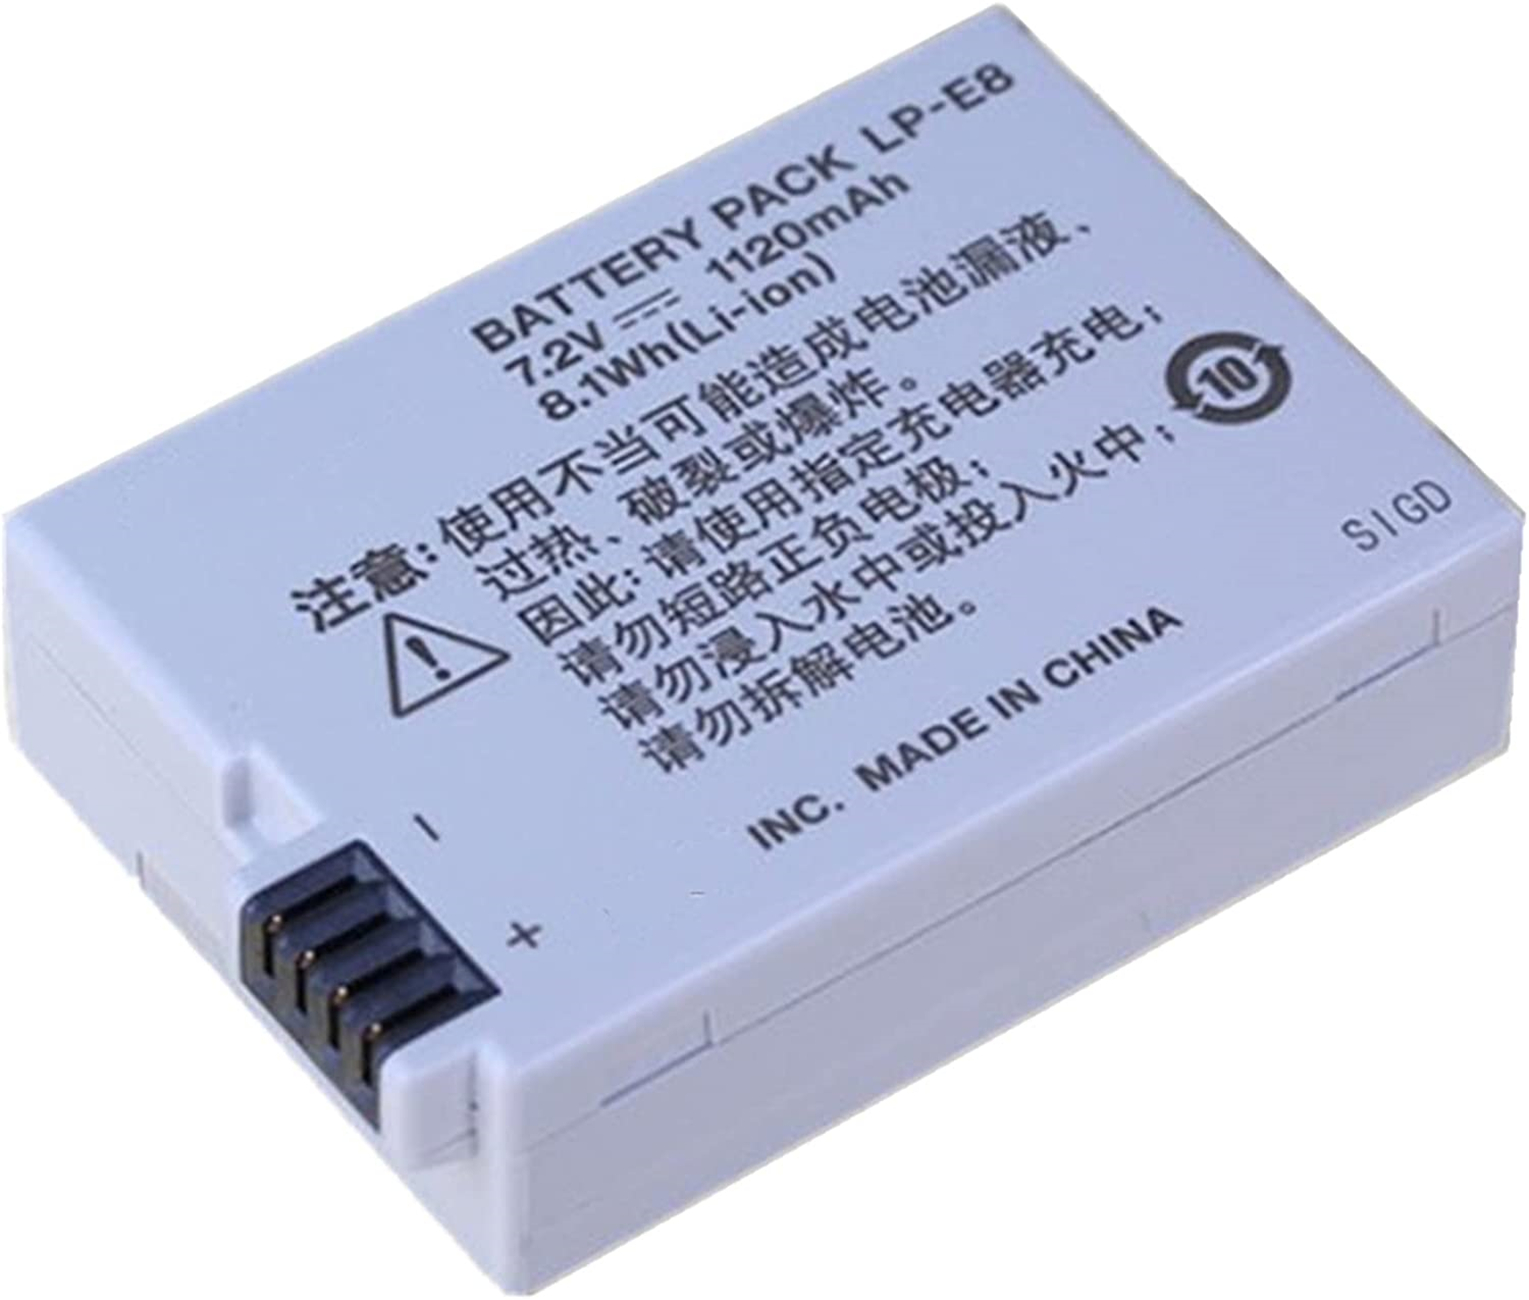 BATTERY PACK LP-E8
7.2V ⎓ 1120mAh
8.1Wh(Li-ion)
注意:使用不当可能造成电池漏液、
过热、破裂或爆炸。
因此:请使用指定充电器充电;
请勿短路正负电极;
请勿浸入水中或投入火中;
请勿拆解电池。
10
SIGD
INC. MADE IN CHINA
−
+